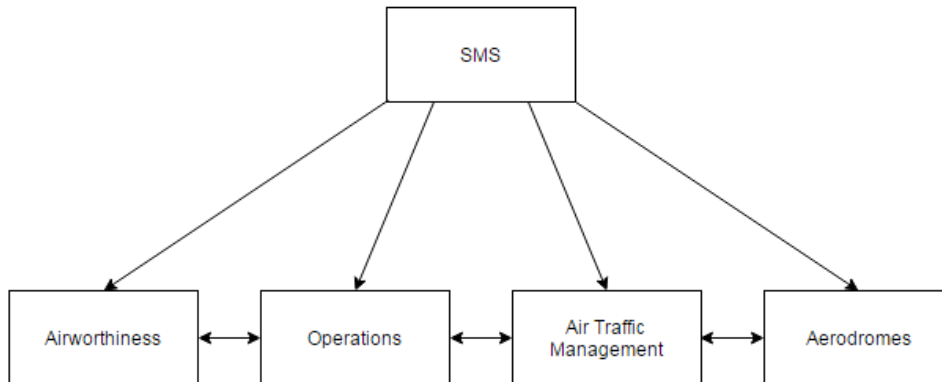 SMS
Airworthiness
Operations
Air Traffic
Management
Aerodromes